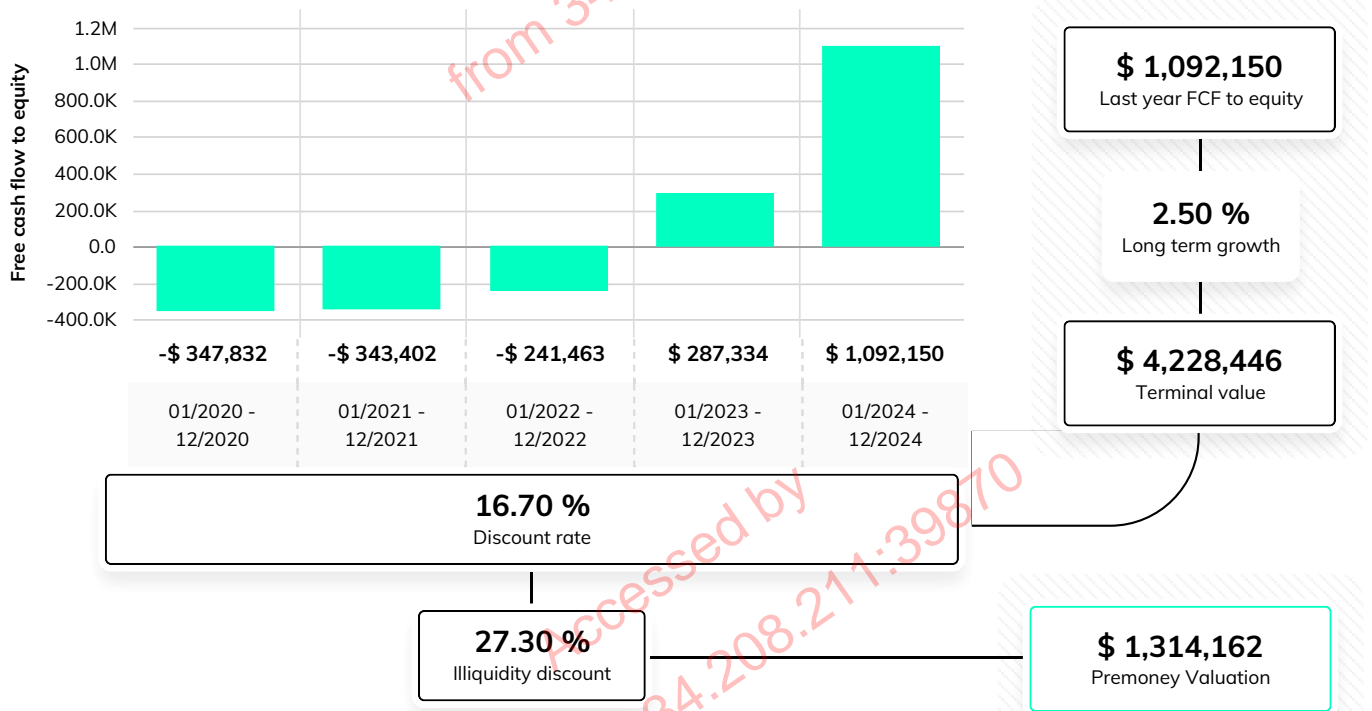 Free cash flow to equity
1.2M
1.0M
800.0K
600.0K
400.0K
200.0K
0.0
-200.0K
-400.0K
-$ 347,832
-$ 343,402
-$ 241,463
$ 287,334
$ 1,092,150
01/2020 -
12/2020
01/2021 -
12/2021
01/2022 -
12/2022
01/2023 -
12/2023
01/2024 -
12/2024
16.70 %
Discount rate
27.30 %
Illiquidity discount
$ 1,092,150
Last year FCF to equity
2.50 %
Long term growth
$ 4,228,446
Terminal value
$ 1,314,162
Premoney Valuation
from 34
Accessed by
34.208.211:39870